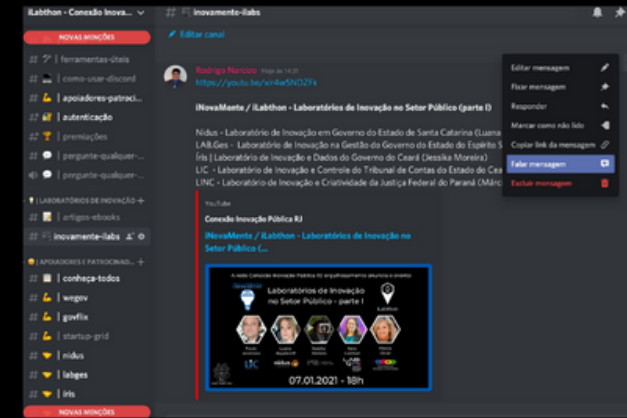 iLabthon - Conexão Inova...
inovamente-ilabs
NOVAS MENÇÕES
Editar canal
| ferramentas-úteis
| como-usar-discord
| apoiadores-patroci...
| autenticação
| premiações
| pergunte-qualquer-...
| pergunte-qualquer-...
| LABORATÓRIOS DE INOVAÇÃO
| artigos-ebooks
inovamente-ilabs
| APOIADORES E PATROCINAD...
| conheça-todos
| wegov
| govflix
| startup-grid
| nidus
| labges
| iris
NOVAS MENÇÕES
Rodrigo Narcizo Hoje às 14:31
iNovaMente / iLabthon - Laboratórios de Inovação no Setor Público (parte I)
Nidus - Laboratório de Inovação em Governo do Estado de Santa Catarina (Luana
LAB.Ges - Laboratório de Inovação na Gestão do Governo do Estado do Espírito S
Íris | Laboratório de Inovação e Dados do Governo do Ceará (Jessika Moreira)
LIC - Laboratório de Inovação e Controle do Tribunal de Contas do Estado do Cea
LINC - Laboratório de Inovação e Criatividade da Justiça Federal do Paraná (Márc
YouTube
Conexão Inovação Pública RJ
iNovaMente / iLabthon - Laboratórios de Inovação no
Setor Público (...
Laboratórios de Inovação
no Setor Público - parte I
iLabthon
LIC
nidus
07.01.2021 - 18h
Editar mensagem
Fixar mensagem
Responder
Marcar como não lido
Copiar link da mensagem
Falar mensagem
Excluir mensagem